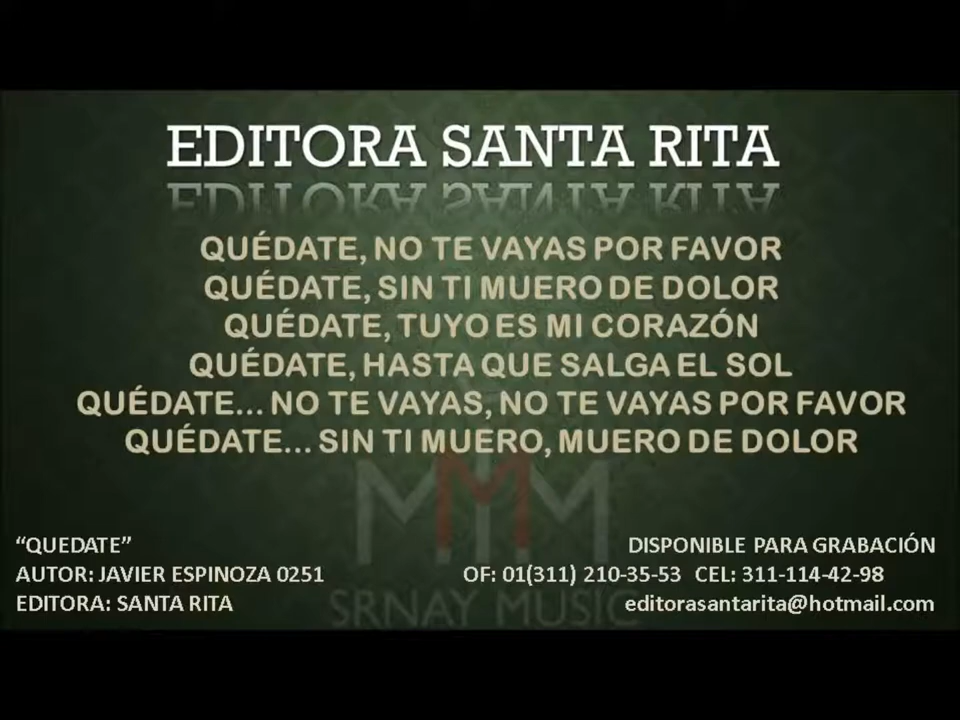 EDITORA SANTA RITA
QUÉDATE, NO TE VAYAS POR FAVOR
QUÉDATE, SIN TI MUERO DE DOLOR
QUÉDATE, TUYO ES MI CORAZÓN
QUÉDATE, HASTA QUE SALGA EL SOL
QUÉDATE... NO TE VAYAS, NO TE VAYAS POR FAVOR
QUÉDATE... SIN TI MUERO, MUERO DE DOLOR
MMM
SRNAY MUSIC
“QUEDATE”
AUTOR: JAVIER ESPINOZA 0251
EDITORA: SANTA RITA
DISPONIBLE PARA GRABACIÓN
OF: 01(311) 210-35-53 CEL: 311-114-42-98
editorasantarita@hotmail.com